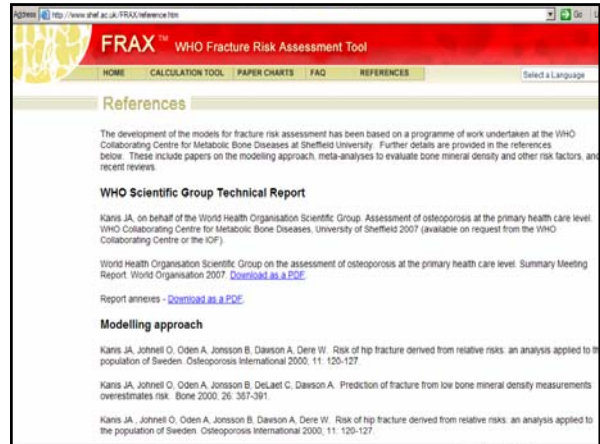 Address http://www.shef.ac.uk/FRAX/reference.htm Go
FRAX™ WHO Fracture Risk Assessment Tool
HOME CALCULATION TOOL PAPER CHARTS FAQ REFERENCES Select a Language
References
The development of the models for fracture risk assessment has been based on a programme of work undertaken at the WHO
Collaborating Centre for Metabolic Bone Diseases at Sheffield University. Further details are provided in the references
below. These include papers on the modelling approach, meta-analyses to evaluate bone mineral density and other risk factors, and
recent reviews.
WHO Scientific Group Technical Report
Kanis JA, on behalf of the World Health Organisation Scientific Group. Assessment of osteoporosis at the primary health care level.
WHO Collaborating Centre for Metabolic Bone Diseases, University of Sheffield 2007 (available on request from the WHO
Collaborating Centre or the IOF).
World Health Organisation Scientific Group on the assessment of osteoporosis at the primary health care level. Summary Meeting
Report. World Organisation 2007. Download as a PDF
Report annexes - Download as a PDF.
Modelling approach
Kanis JA, Johnell O, Oden A, Jonsson B, Dawson A, Dere W. Risk of hip fracture derived from relative risks: an analysis applied to the
population of Sweden. Osteoporosis International 2000; 11: 120-127.
Kanis JA, Johnell O, Oden A, Jonsson B, DeLaet C, Dawson A. Prediction of fracture from low bone mineral density measurements
overestimates risk. Bone 2000; 26: 387-391.
Kanis JA , Johnell O, Oden A, Jonsson B, Dawson A, Dere W. Risk of hip fracture derived from relative risks: an analysis applied to
the population of Sweden. Osteoporosis International 2000; 11: 120-127.